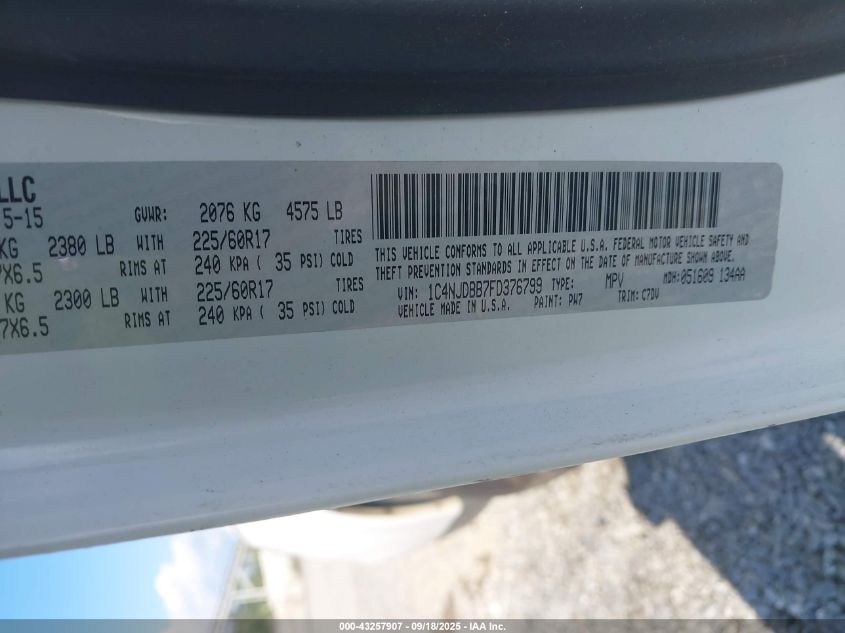 LLC
5-15 GVWR: 2076 KG 4575 LB
KG 2380 LB WITH 225/60R17 TIRES
7X6.5 RIMS AT 240 KPA ( 35 PSI) COLD
KG 2300 LB WITH 225/60R17 TIRES
7X6.5 RIMS AT 240 KPA ( 35 PSI) COLD
THIS VEHICLE CONFORMS TO ALL APPLICABLE U.S.A. FEDERAL MOTOR VEHICLE SAFETY AND
THEFT PREVENTION STANDARDS IN EFFECT ON THE DATE OF MANUFACTURE SHOWN ABOVE.
VIN: 1C4NJDBB7FD376799 TYPE: MPV MDH:051609 134AA
VEHICLE MADE IN U.S.A. PAINT: PW7 TRIM: C7DV
000-43257907 - 09/18/2025 - IAA Inc.